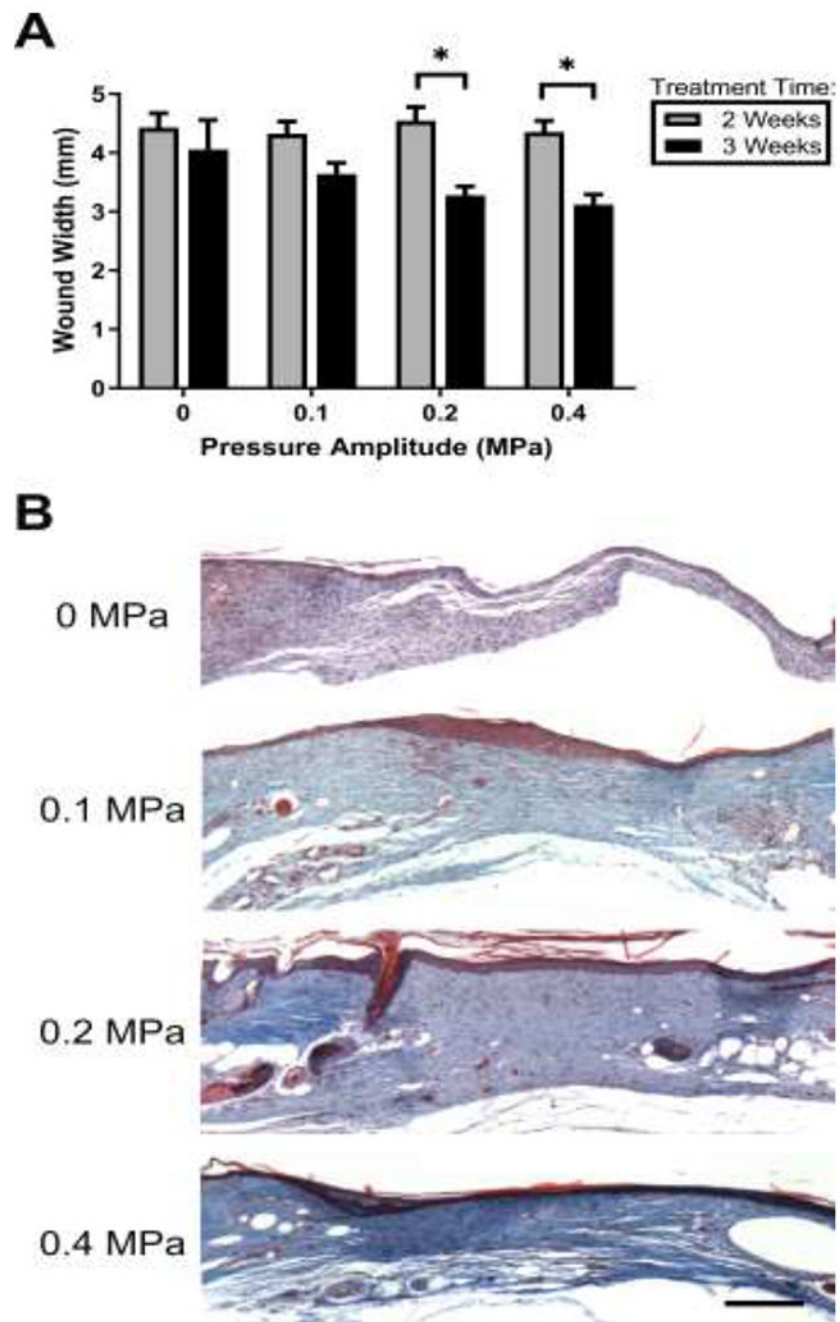 A
*
*
Treatment Time:
2 Weeks
3 Weeks
Wound Width (mm)
5
4
3
2
1
0
0 0.1 0.2 0.4
Pressure Amplitude (MPa)
B
0 MPa
0.1 MPa
0.2 MPa
0.4 MPa